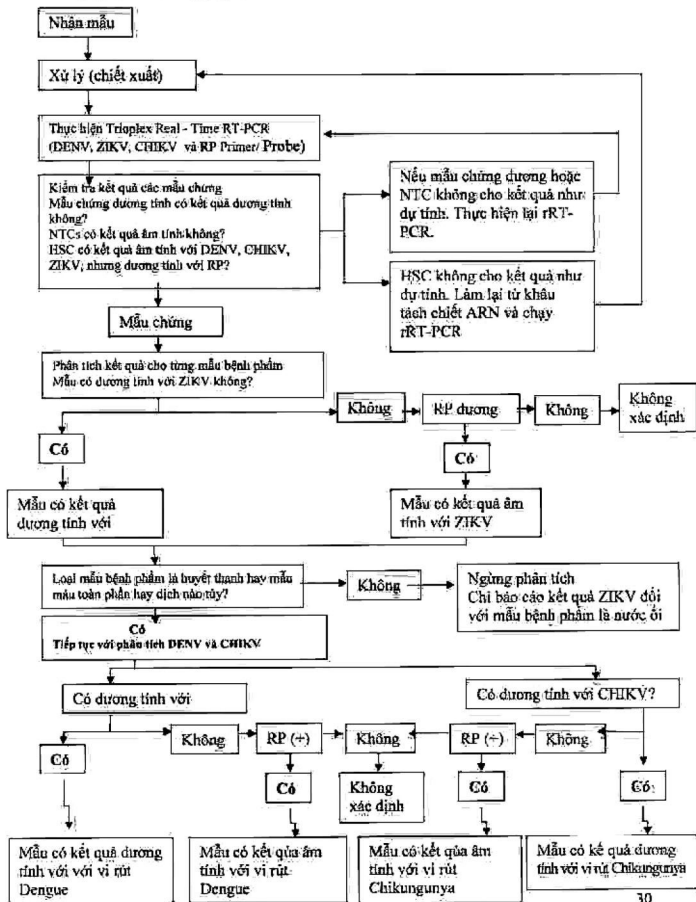 Nhận mẫu
Xử lý (chiết xuất)
Thực hiện Trioplex Real - Time RT-PCR
(DENV, ZIKV, CHIKV và RP Primer/ Probe)
Kiểm tra kết quả các mẫu chứng
Mẫu chứng dương tính có kết quả dương tính
không?
NTCs có kết quả âm tính không?
HSC có kết quả âm tính với DENV, CHIKV,
ZIKV, nhưng dương tính với RP?
Nếu mẫu chứng dương hoặc
NTC không cho kết quả như
dự tính. Thực hiện lại rRT-
PCR.
HSC không cho kết quả như
dự tính. Làm lại từ khâu
tách chiết ARN và chạy
rRT-PCR
Mẫu chứng
Phân tích kết quả cho từng mẫu bệnh phẩm
Mẫu có dương tính với ZIKV không?
Không
RP dương
Không
Không
xác định
Có
Có
Mẫu có kết quả
dương tính với
Mẫu có kết quả âm
tính với ZIKV
Loại mẫu bệnh phẩm là huyết thanh hay mẫu
máu toàn phần hay dịch não tủy?
Không
Ngừng phân tích
Chỉ báo cáo kết quả ZIKV đối
với mẫu bệnh phẩm là nước ối
Có
Tiếp tục với phân tích DENV và CHIKV
Có dương tính với
Có dương tính với CHIKV?
Không
RP (+)
Không
RP (+)
Không
Có
Có
Không
xác định
Có
Có
Mẫu có kết quả dương
tính với với vi rút
Dengue
Mẫu có kết qủa âm
tính với vi rút
Dengue
Mẫu có kết qủa âm
tính với vi rút
Chikungunya
Mẫu có kế quả dương
tính với vi rút Chikungunya
30